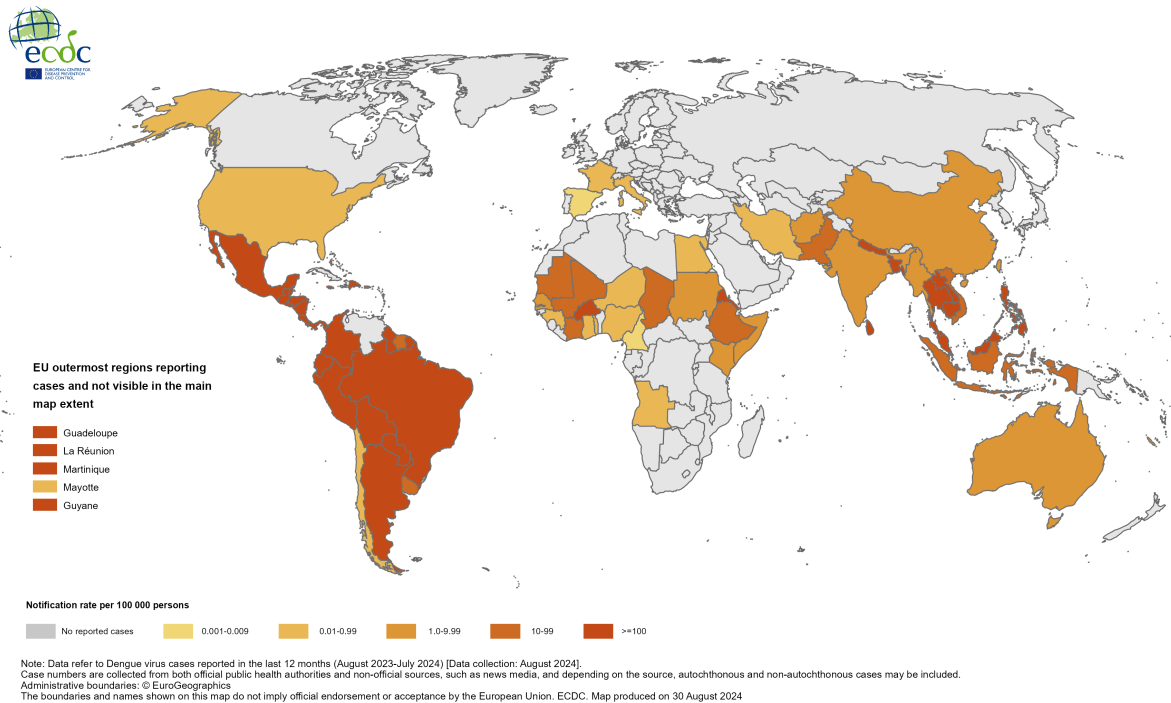 ecdc
EUROPEAN CENTRE FOR
DISEASE PREVENTION
AND CONTROL
EU outermost regions reporting
cases and not visible in the main
map extent
Guadeloupe
La Réunion
Martinique
Mayotte
Guyane
Notification rate per 100 000 persons
No reported cases
0.001-0.009
0.01-0.99
1.0-9.99
10-99
>=100
Note: Data refer to Dengue virus cases reported in the last 12 months (August 2023-July 2024) [Data collection: August 2024].
Case numbers are collected from both official public health authorities and non-official sources, such as news media, and depending on the source, autochthonous and non-autochthonous cases may be included.
Administrative boundaries: © EuroGeographics
The boundaries and names shown on this map do not imply official endorsement or acceptance by the European Union. ECDC. Map produced on 30 August 2024